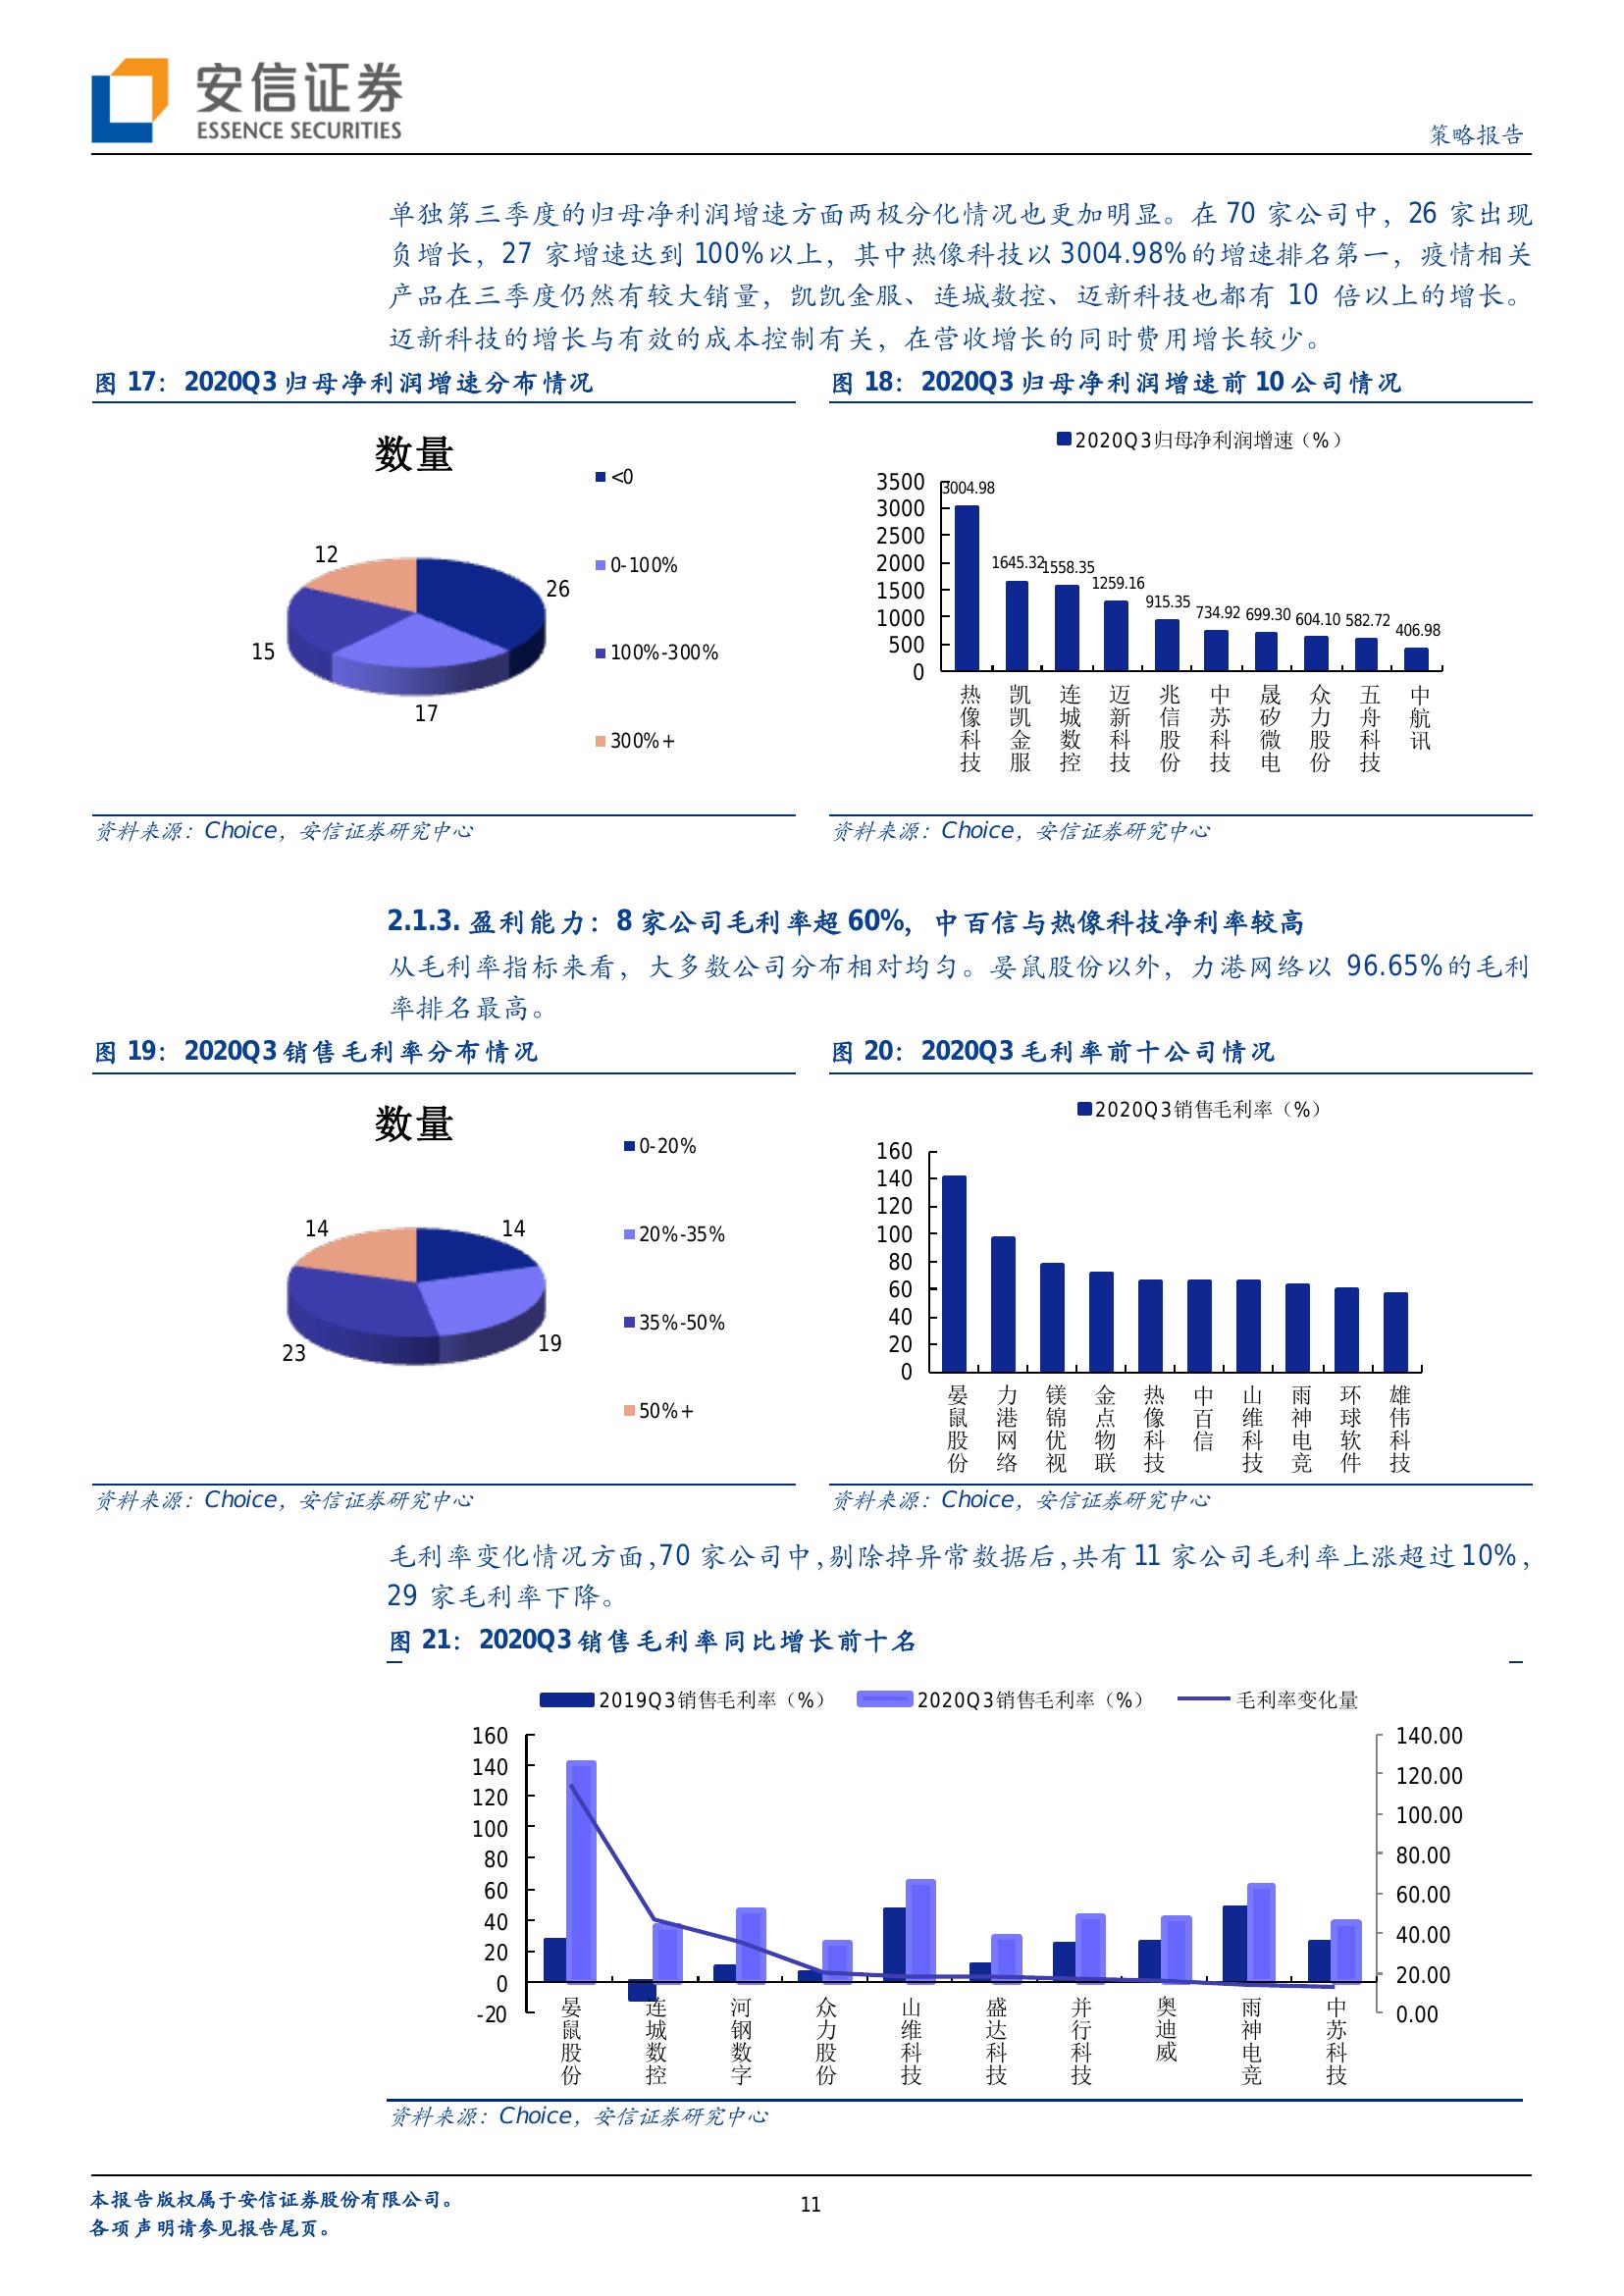 安信证券
ESSENCE SECURITIES
策略报告
单独第三季度的归母净利润增速方面两极分化情况也更加明显。在 70 家公司中，26 家出现
负增长，27 家增速达到 100%以上，其中热像科技以 3004.98%的增速排名第一，疫情相关
产品在三季度仍然有较大销量，凯凯金服、连城数控、迈新科技也都有 10 倍以上的增长。
迈新科技的增长与有效的成本控制有关，在营收增长的同时费用增长较少。
图 17：2020Q3 归母净利润增速分布情况
数量
<0
0-100%
100%-300%
300%+
12
26
15
17
资料来源：Choice，安信证券研究中心
图 18：2020Q3 归母净利润增速前 10 公司情况
2020Q3归母净利润增速（%）
3500
3000
2500
2000
1500
1000
500
0
3004.98
1645.32
1558.35
1259.16
915.35
734.92
699.30
604.10
582.72
406.98
热像科技
凯凯金服
连城数控
迈新科技
兆信股份
中苏科技
晟矽微电
众力股份
五舟科技
中航讯
资料来源：Choice，安信证券研究中心
2.1.3. 盈利能力：8 家公司毛利率超 60%，中百信与热像科技净利率较高
从毛利率指标来看，大多数公司分布相对均匀。晏鼠股份以外，力港网络以 96.65%的毛利
率排名最高。
图 19：2020Q3 销售毛利率分布情况
数量
0-20%
20%-35%
35%-50%
50%+
14
14
23
19
资料来源：Choice，安信证券研究中心
图 20：2020Q3 毛利率前十公司情况
2020Q3销售毛利率（%）
160
140
120
100
80
60
40
20
0
晏鼠股份
力港网络
镁锦优视
金点物联
热像科技
中百信
山维科技
雨神电竞
环球软件
雄伟科技
资料来源：Choice，安信证券研究中心
毛利率变化情况方面,70 家公司中,剔除掉异常数据后,共有 11 家公司毛利率上涨超过 10%,
29 家毛利率下降。
图 21：2020Q3 销售毛利率同比增长前十名
2019Q3销售毛利率（%）
2020Q3销售毛利率（%）
毛利率变化量
160
140
120
100
80
60
40
20
0
-20
140.00
120.00
100.00
80.00
60.00
40.00
20.00
0.00
晏鼠股份
连城数控
河钢数字
众力股份
山维科技
盛达科技
并行科技
奥迪威
雨神电竞
中苏科技
资料来源：Choice，安信证券研究中心
本报告版权属于安信证券股份有限公司。
各项声明请参见报告尾页。
11